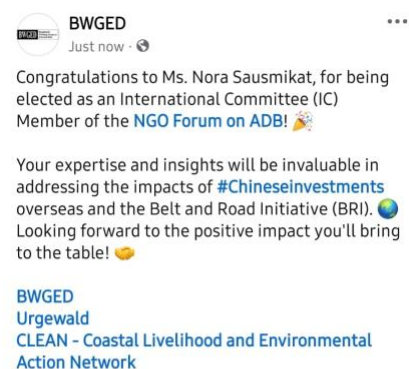 BWGED
BWGED
Just now ·
Congratulations to Ms. Nora Sausmikat, for being
elected as an International Committee (IC)
Member of the NGO Forum on ADB! 🎉
Your expertise and insights will be invaluable in
addressing the impacts of #Chineseinvestments
overseas and the Belt and Road Initiative (BRI). 🌏
Looking forward to the positive impact you'll bring
to the table! 🤝
BWGED
Urgewald
CLEAN - Coastal Livelihood and Environmental
Action Network